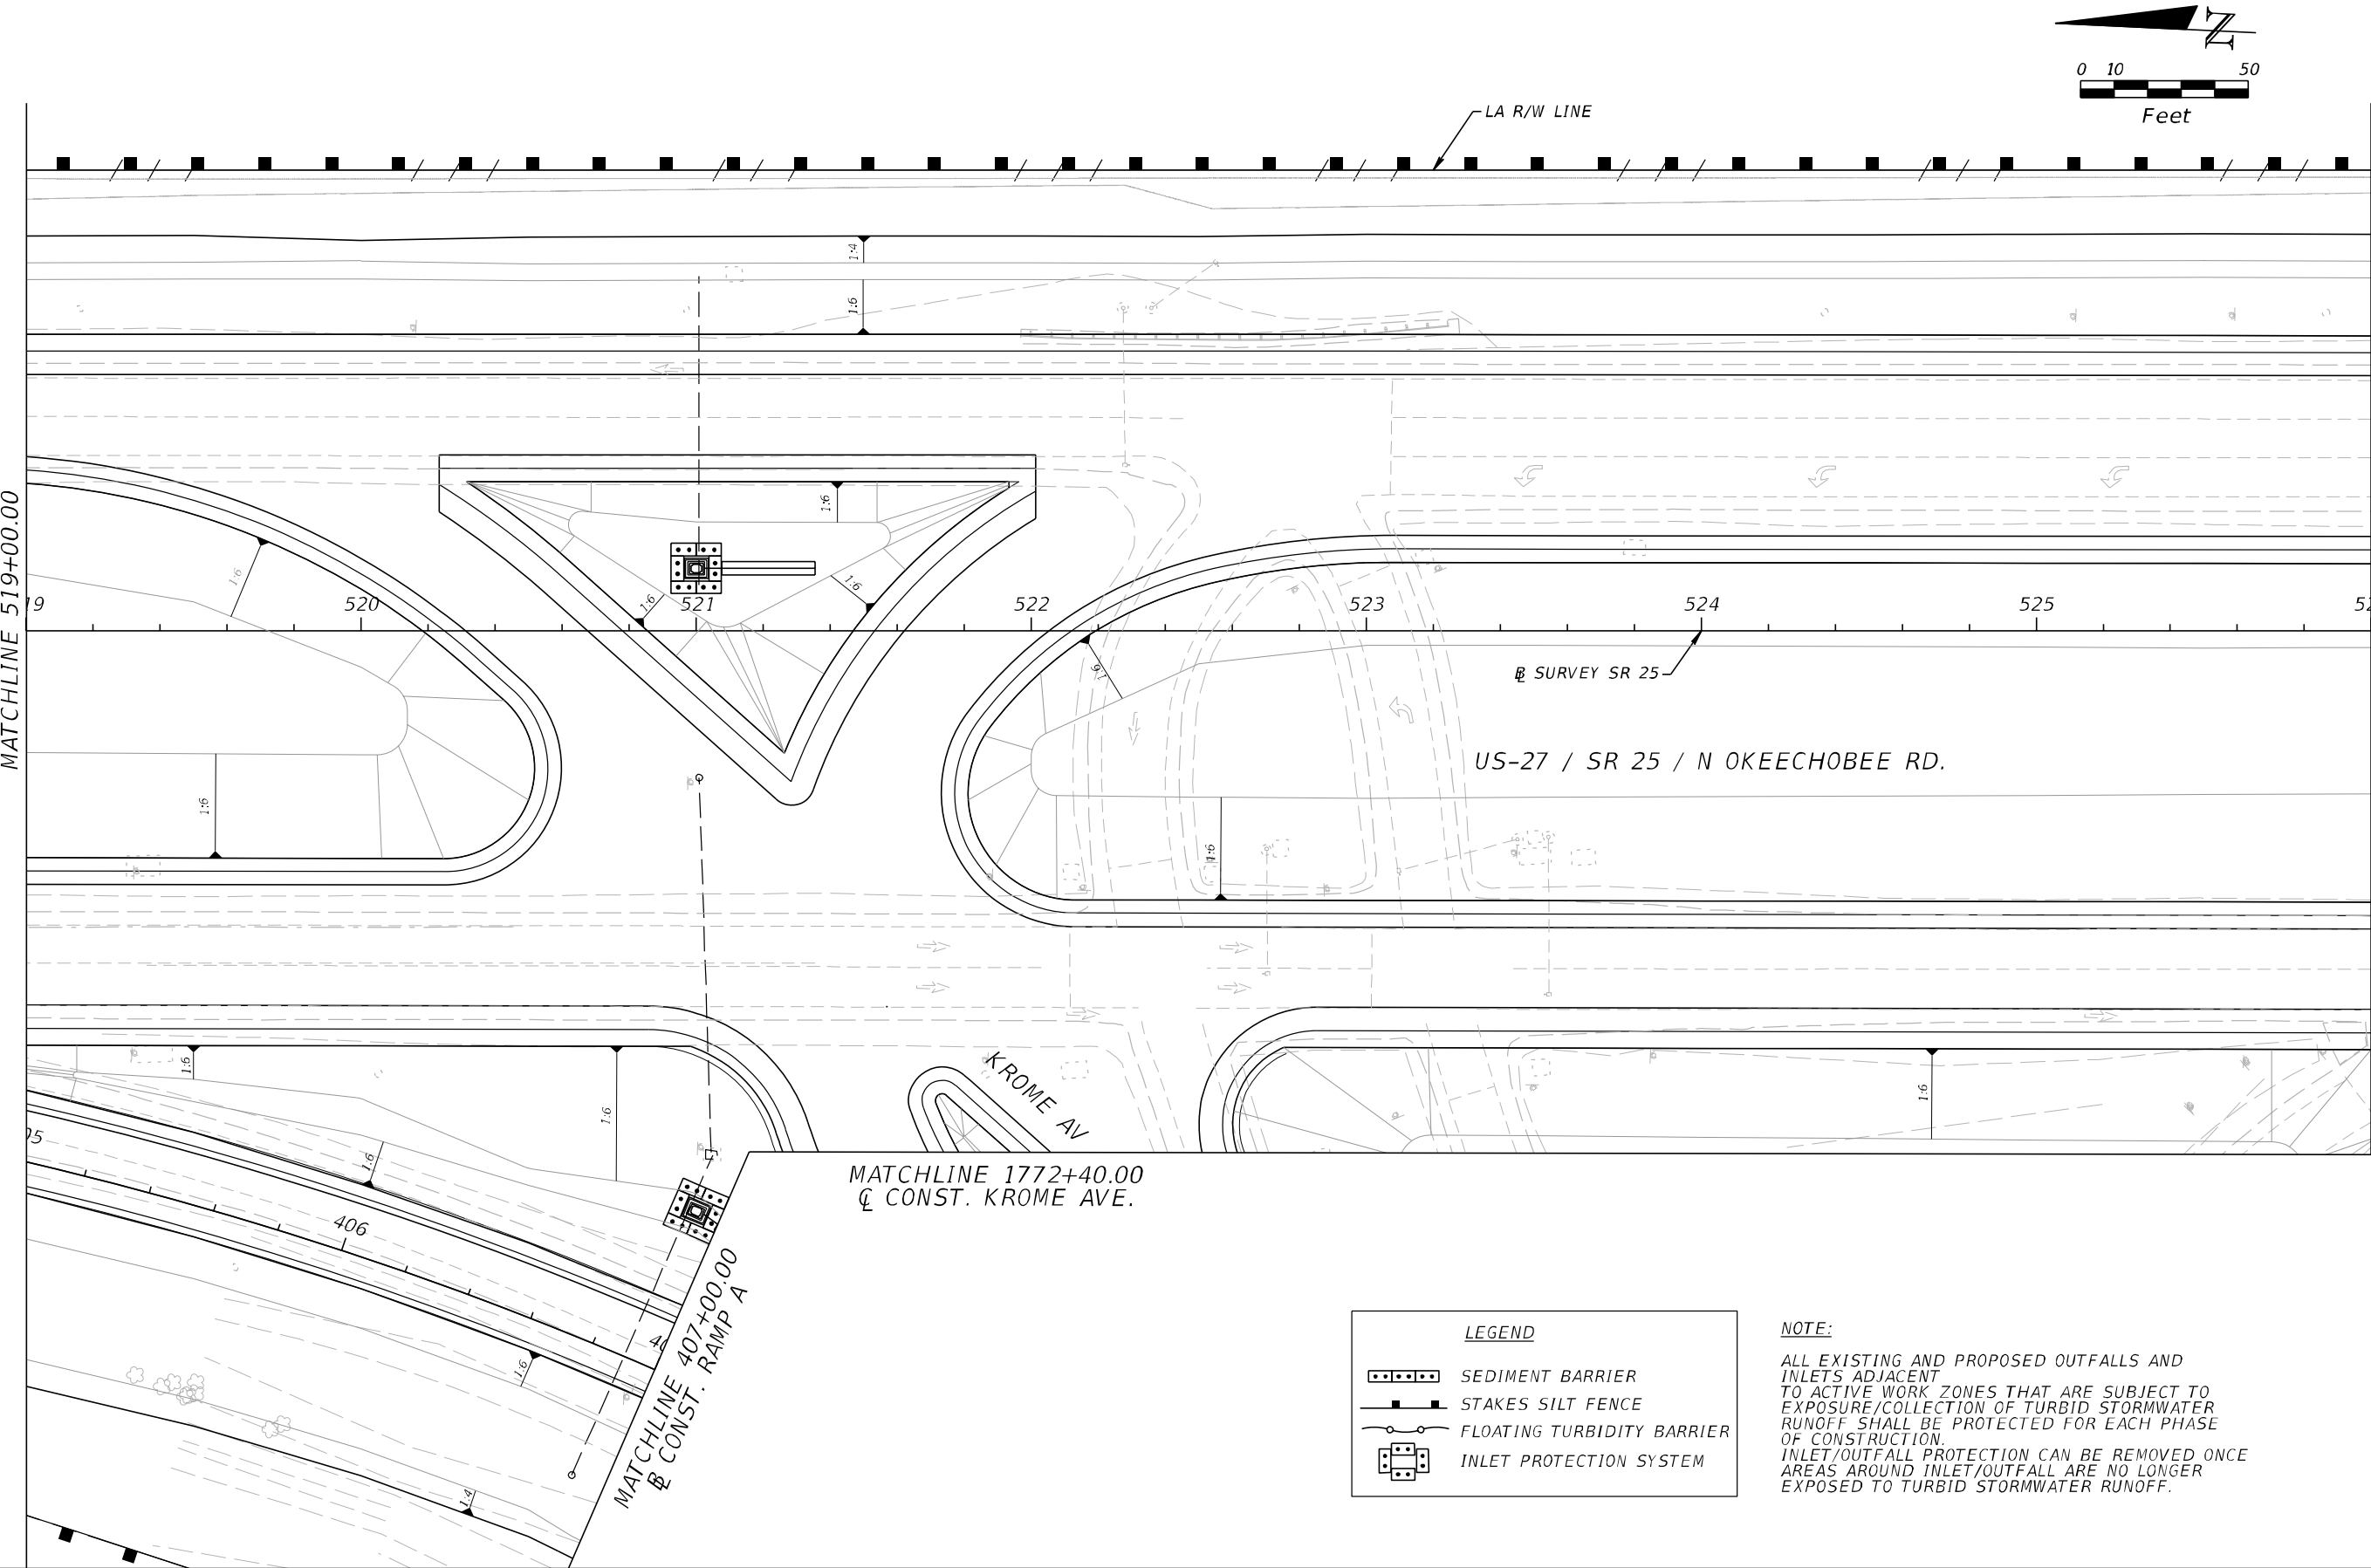 N
0 10 50
Feet
LA R/W LINE
1:4
1:6
1:6
1:6
1:6
1:6
MATCHLINE 519+00.00
19 520 521 522 523 524 525
1:6
℄ SURVEY SR 25
US-27 / SR 25 / N OKEECHOBEE RD.
1:6
1:6
1:6
1:6
1:6
1:6
KROME AV
MATCHLINE 1772+40.00
℄ CONST. KROME AVE.
1:6
406
1:6
1:4
MATCHLINE 407+00.00
℄ CONST. RAMP A
LEGEND
SEDIMENT BARRIER
STAKES SILT FENCE
FLOATING TURBIDITY BARRIER
INLET PROTECTION SYSTEM
NOTE:
ALL EXISTING AND PROPOSED OUTFALLS AND
INLETS ADJACENT
TO ACTIVE WORK ZONES THAT ARE SUBJECT TO
EXPOSURE/COLLECTION OF TURBID STORMWATER
RUNOFF SHALL BE PROTECTED FOR EACH PHASE
OF CONSTRUCTION.
INLET/OUTFALL PROTECTION CAN BE REMOVED ONCE
AREAS AROUND INLET/OUTFALL ARE NO LONGER
EXPOSED TO TURBID STORMWATER RUNOFF.